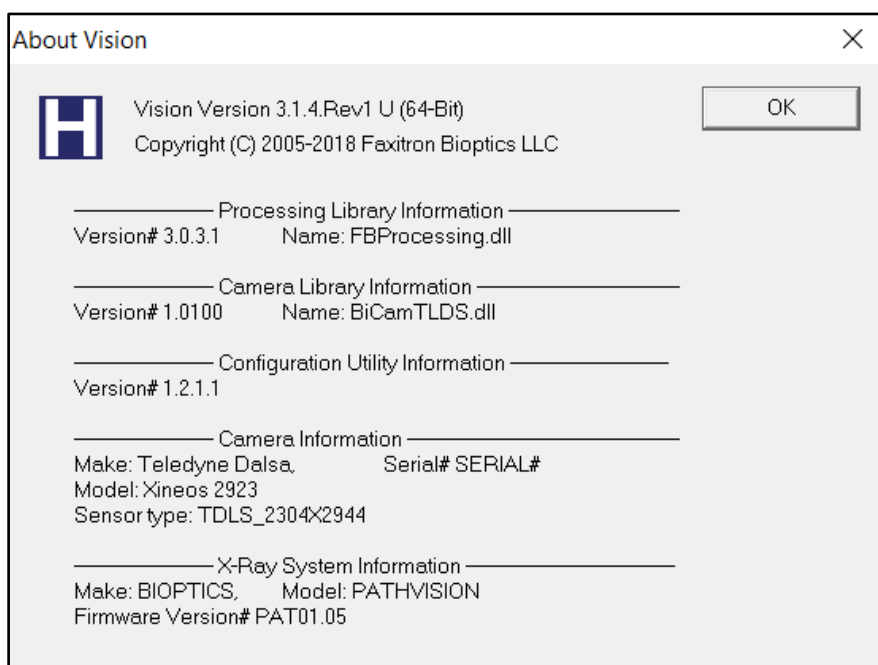 About Vision
H
Vision Version 3.1.4.Rev1 U (64-Bit)
OK
Copyright (C) 2005-2018 Faxitron Bioptics LLC
Processing Library Information
Version# 3.0.3.1 Name: FBProcessing.dll
Camera Library Information
Version# 1.0100 Name: BiCamTLDS.dll
Configuration Utility Information
Version# 1.2.1.1
Camera Information
Make: Teledyne Dalsa, Serial# SERIAL#
Model: Xineos 2923
Sensor type: TDLS_2304X2944
X-Ray System Information
Make: BIOPTICS, Model: PATHVISION
Firmware Version# PAT01.05